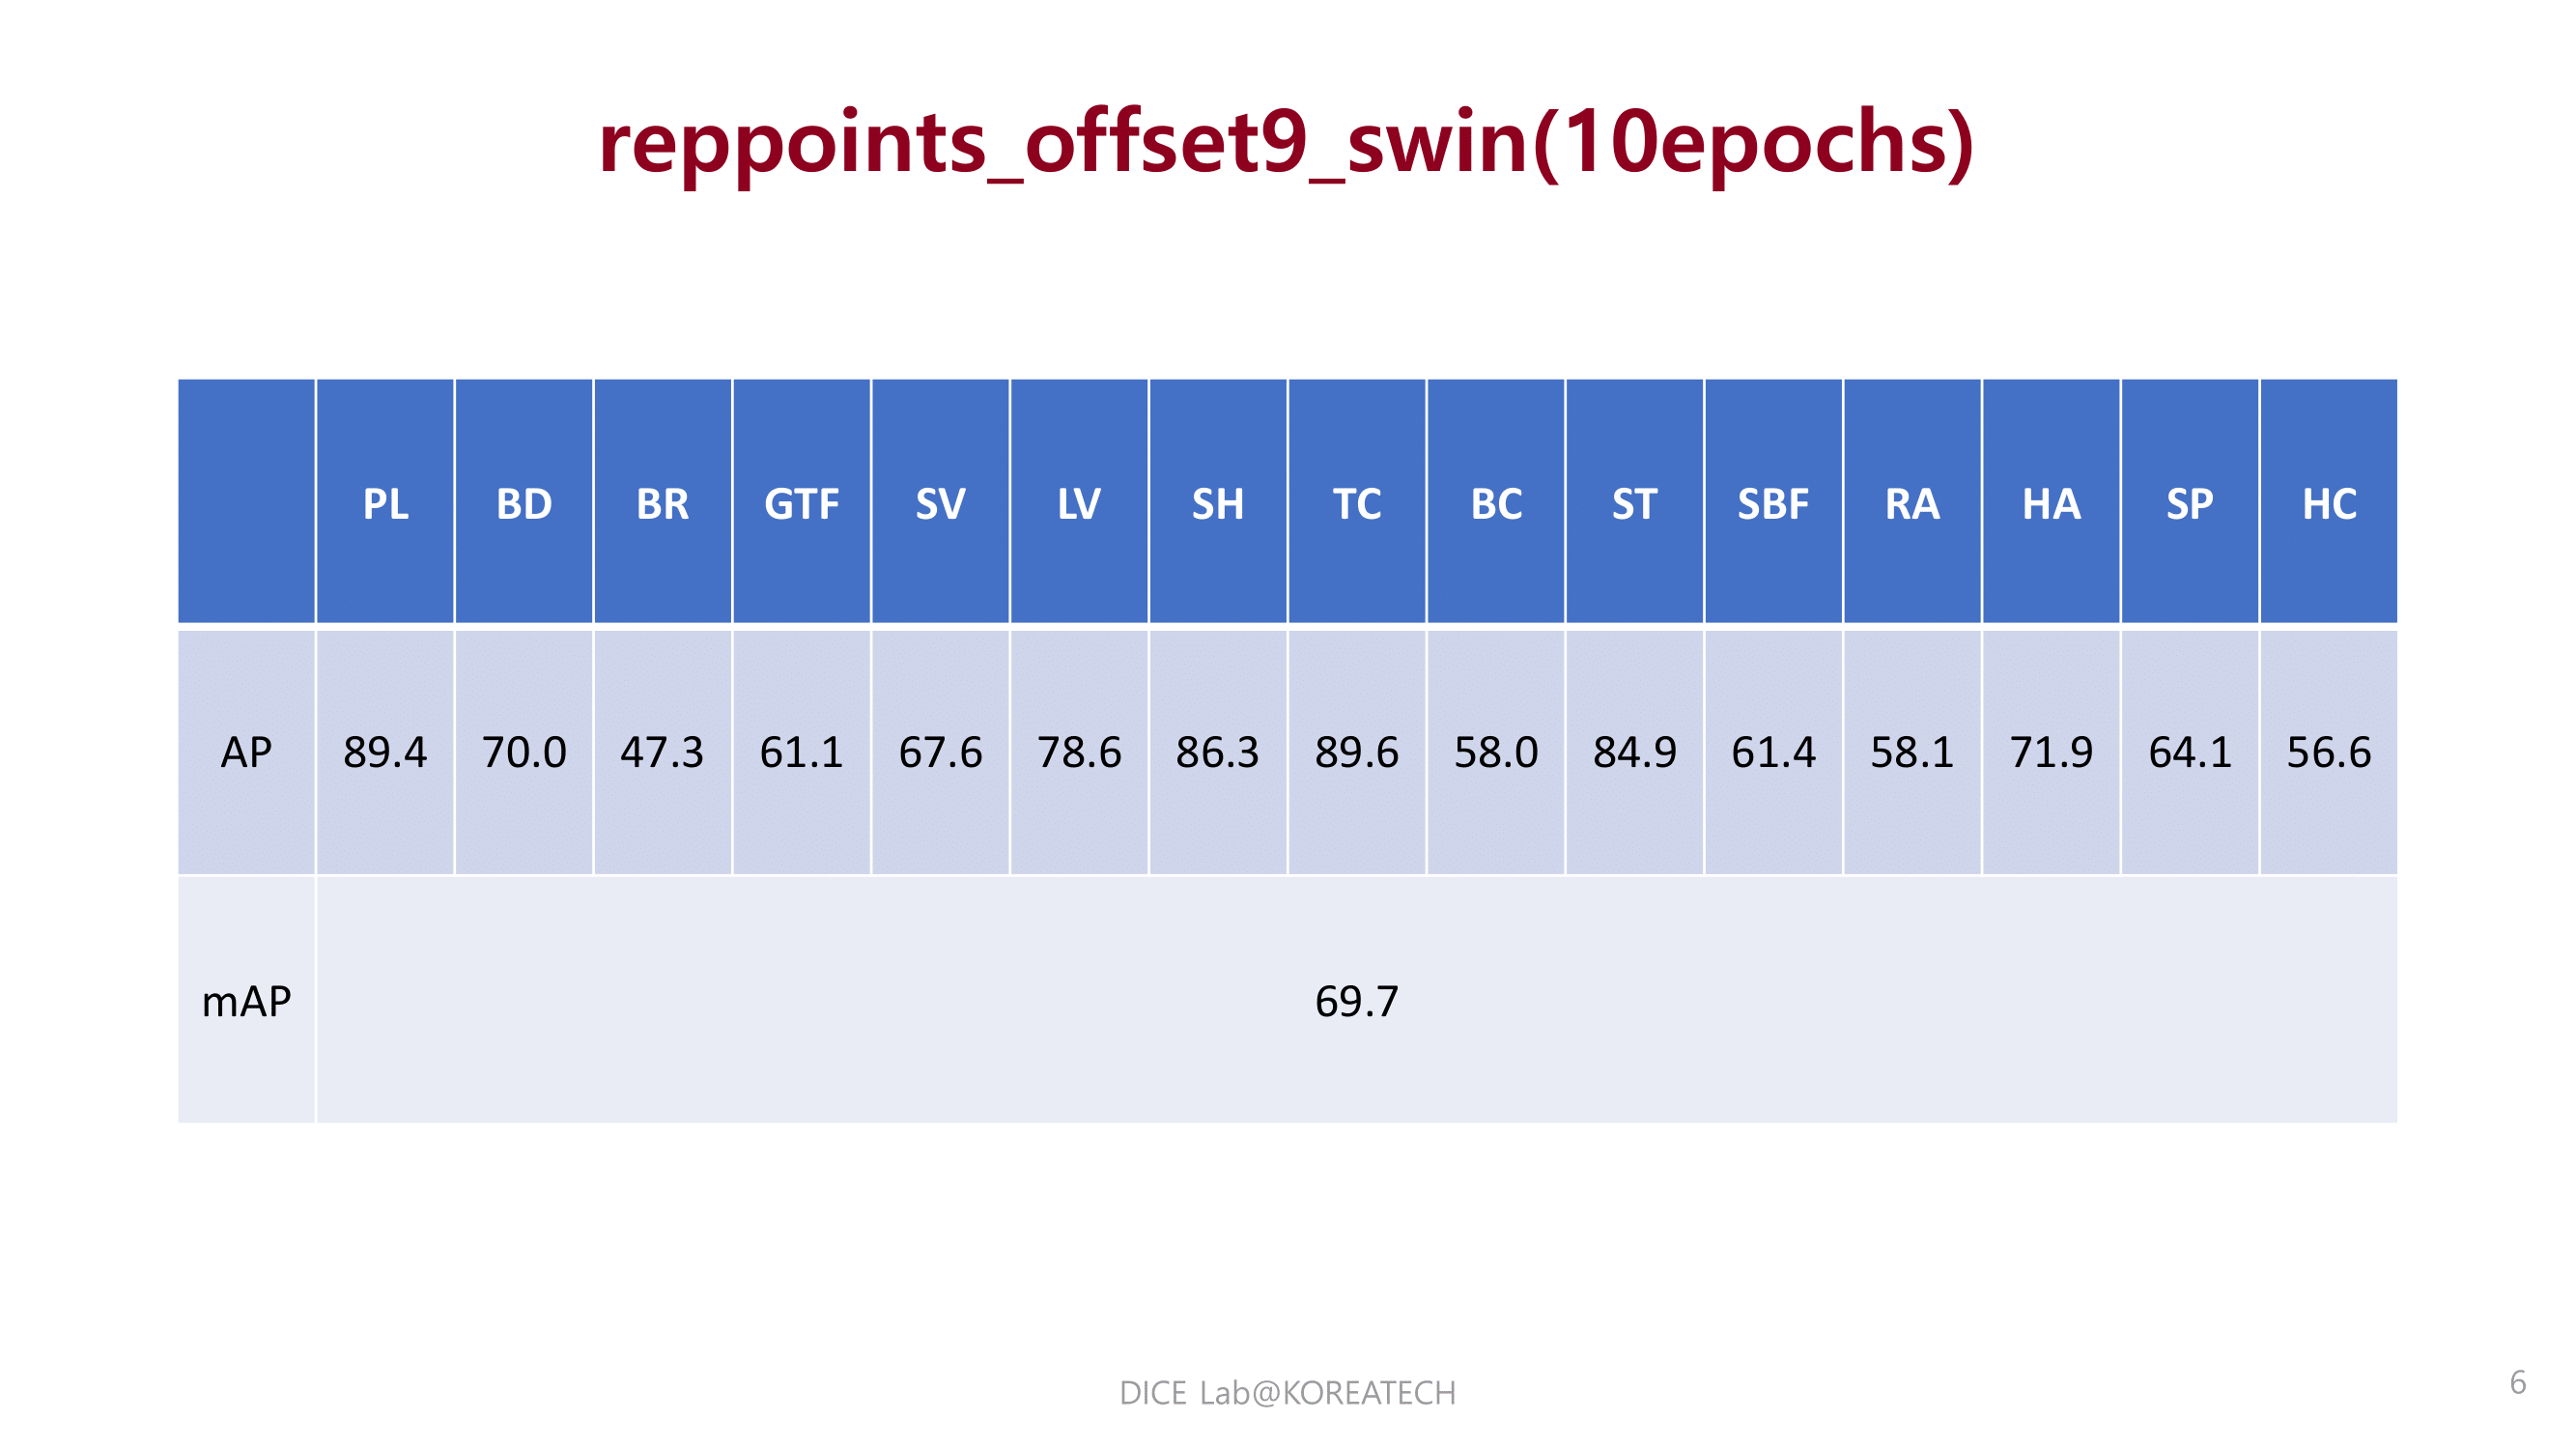 reppoints_offset9_swin(10epochs)
PL BD BR GTF SV LV SH TC BC ST SBF RA HA SP HC
AP 89.4 70.0 47.3 61.1 67.6 78.6 86.3 89.6 58.0 84.9 61.4 58.1 71.9 64.1 56.6
mAP 69.7
DICE Lab@KOREATECH
6